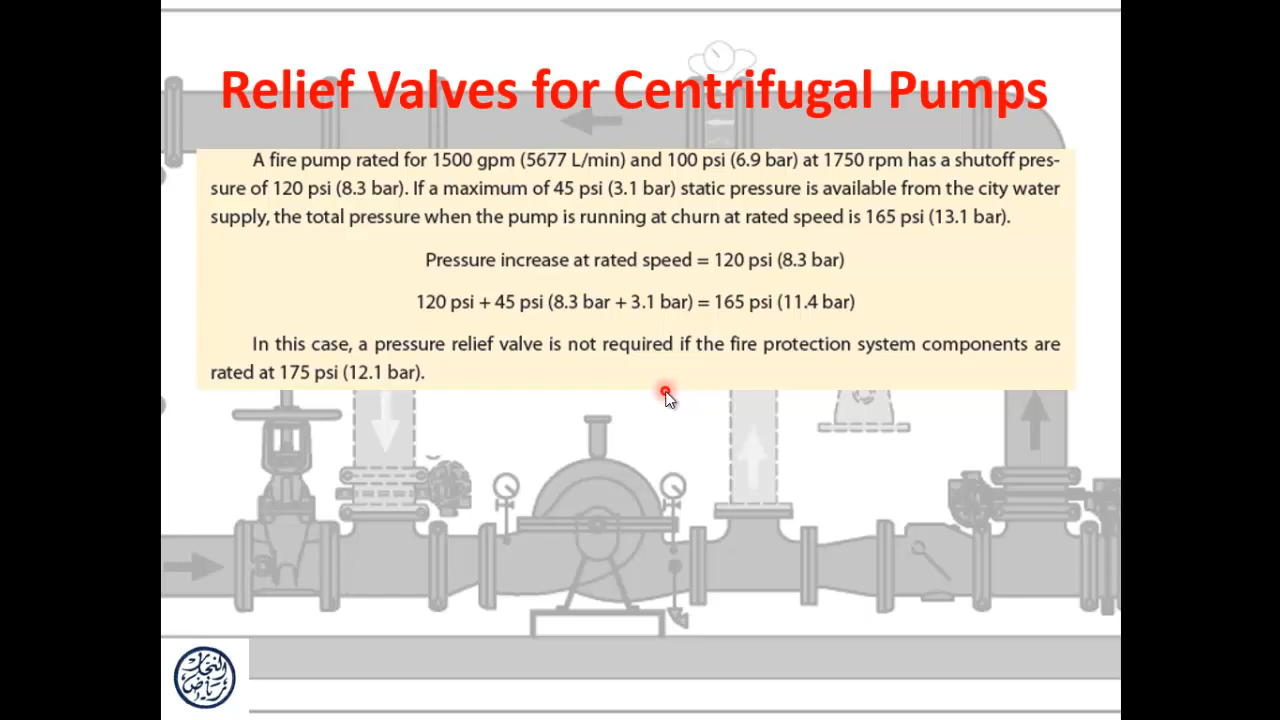 Relief Valves for Centrifugal Pumps
A fire pump rated for 1500 gpm (5677 L/min) and 100 psi (6.9 bar) at 1750 rpm has a shutoff pres-
sure of 120 psi (8.3 bar). If a maximum of 45 psi (3.1 bar) static pressure is available from the city water
supply, the total pressure when the pump is running at churn at rated speed is 165 psi (13.1 bar).
Pressure increase at rated speed = 120 psi (8.3 bar)
120 psi + 45 psi (8.3 bar + 3.1 bar) = 165 psi (11.4 bar)
In this case, a pressure relief valve is not required if the fire protection system components are
rated at 175 psi (12.1 bar).